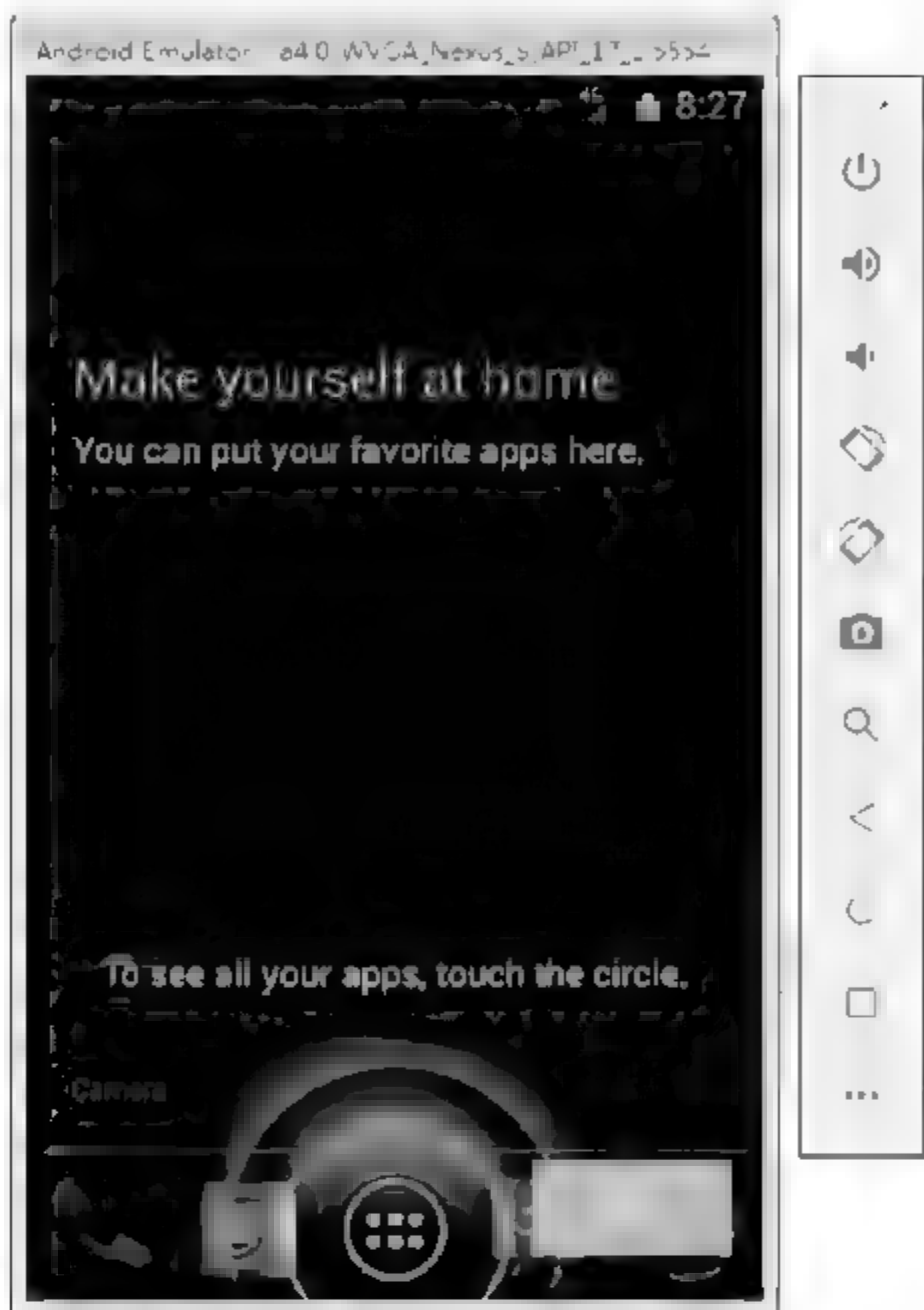 Android Emulator
8:27
Make yourself at home
You can put your favorite apps here.
To see all your apps, touch the circle.
Camera